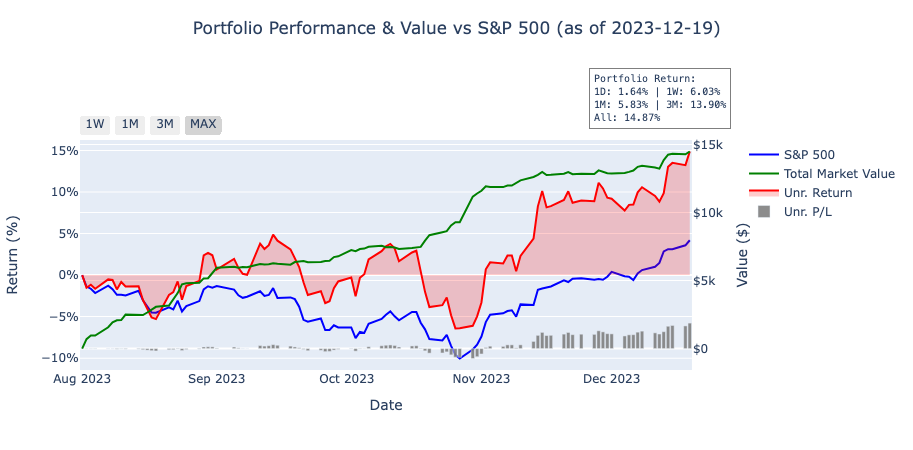 Portfolio Performance & Value vs S&P 500 (as of 2023-12-19)
Portfolio Return:
1D: 1.64% | 1W: 6.03%
1M: 5.83% | 3M: 13.90%
All: 14.87%
1W 1M 3M MAX
15%
10%
5%
0%
−5%
−10%
Return (%)
$15k
$10k
$5k
$0
Value ($)
S&P 500
Total Market Value
Unr. Return
Unr. P/L
Aug 2023 Sep 2023 Oct 2023 Nov 2023 Dec 2023
Date